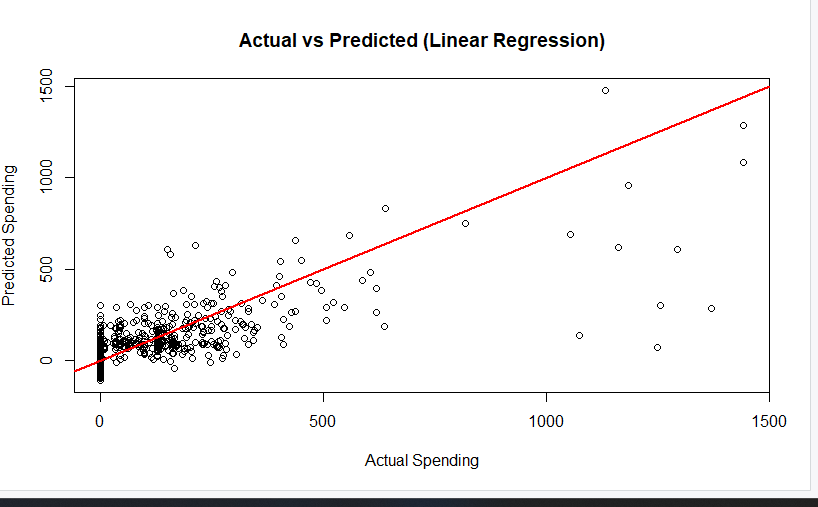 Actual vs Predicted (Linear Regression)
Predicted Spending
1500
1000
500
0
0 500 1000 1500
Actual Spending